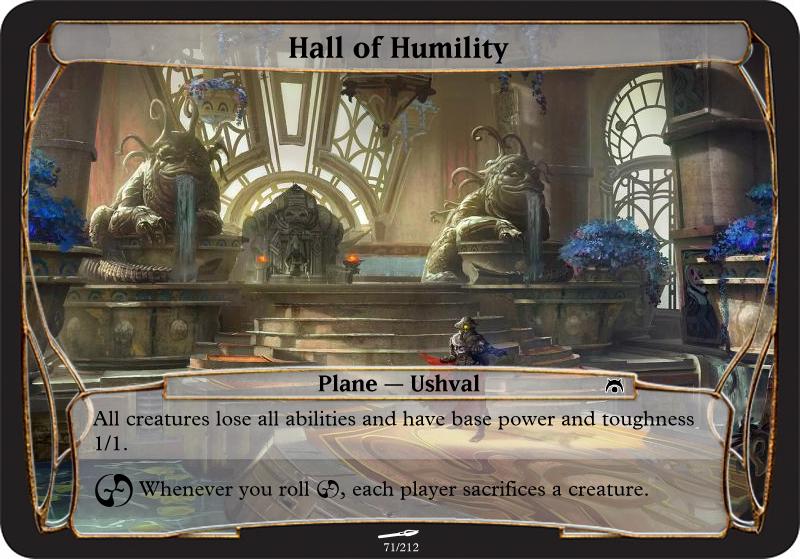 Hall of Humility
Plane — Ushval
All creatures lose all abilities and have base power and toughness
1/1.
Whenever you roll , each player sacrifices a creature.
71/212